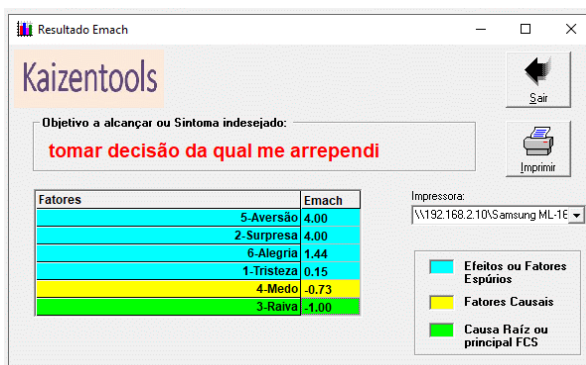 Resultado Emach
Kaizentools
Sair
Objetivo a alcançar ou Sintoma indesejado:
tomar decisão da qual me arrependi
Imprimir
Fatores Emach
5-Aversão 4.00
2-Surpresa 4.00
6-Alegria 1.44
1-Tristeza 0.15
4-Medo -0.73
3-Raiva -1.00
Impressora:
\\192.168.2.10\Samsung ML-16
Efeitos ou Fatores
Espúrios
Fatores Causais
Causa Raíz ou
principal FCS